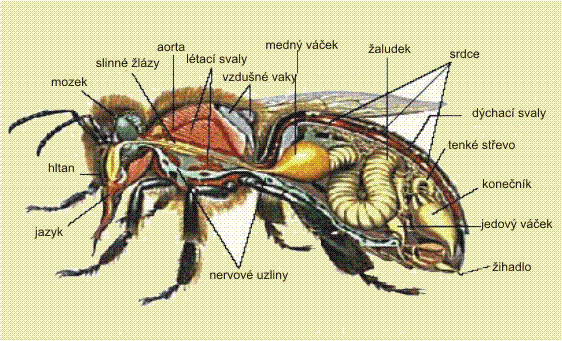 medný váček
aorta
žaludek
létací svaly
srdce
slinné žlázy
vzdušné vaky
mozek
dýchací svaly
tenké střevo
hltan
konečník
jedový váček
jazyk
žihadlo
nervové uzliny